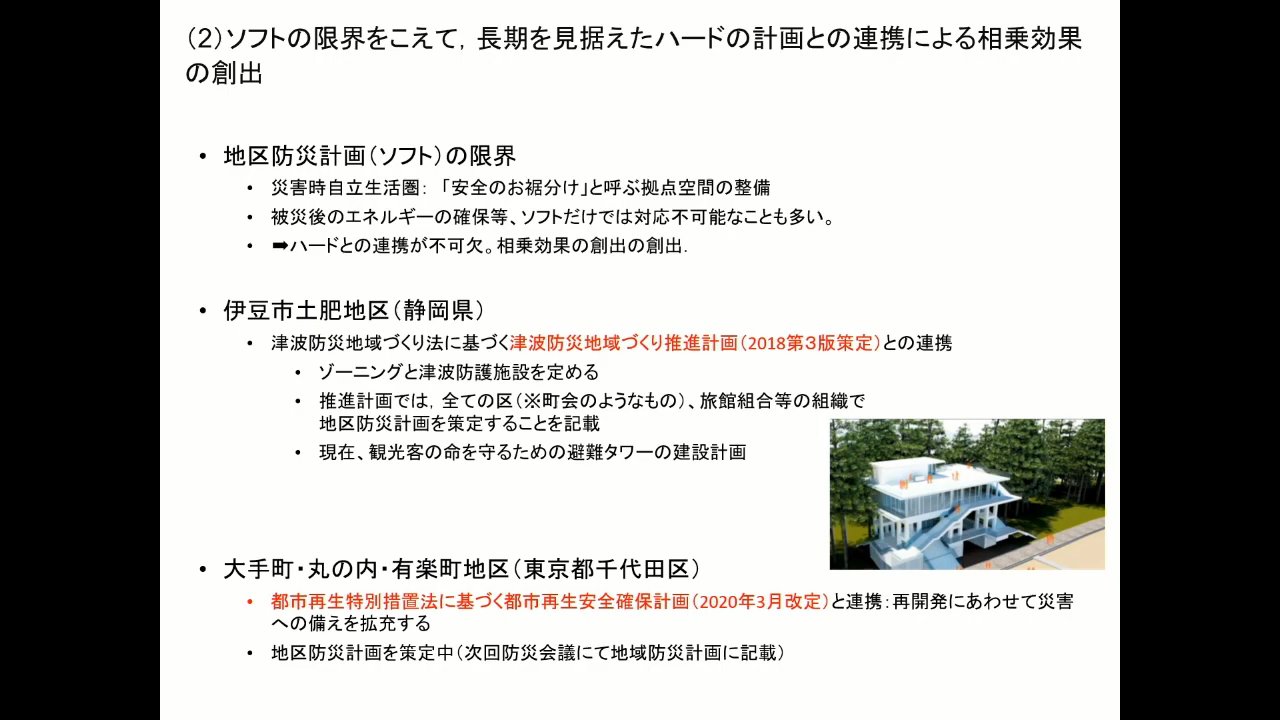 （2）ソフトの限界をこえて，長期を見据えたハードの計画との連携による相乗効果
の創出
• 地区防災計画（ソフト）の限界
• 災害時自立生活圏：「安全のお裾分け」と呼ぶ拠点空間の整備
• 被災後のエネルギーの確保等、ソフトだけでは対応不可能なことも多い。
• ➡ハードとの連携が不可欠。相乗効果の創出の創出．
• 伊豆市土肥地区（静岡県）
• 津波防災地域づくり法に基づく津波防災地域づくり推進計画（2018第３版策定）との連携
• ゾーニングと津波防護施設を定める
• 推進計画では，全ての区（※町会のようなもの）、旅館組合等の組織で
地区防災計画を策定することを記載
• 現在、観光客の命を守るための避難タワーの建設計画
• 大手町・丸の内・有楽町地区（東京都千代田区）
• 都市再生特別措置法に基づく都市再生安全確保計画（2020年3月改定）と連携：再開発にあわせて災害
への備えを拡充する
• 地区防災計画を策定中（次回防災会議にて地域防災計画に記載）